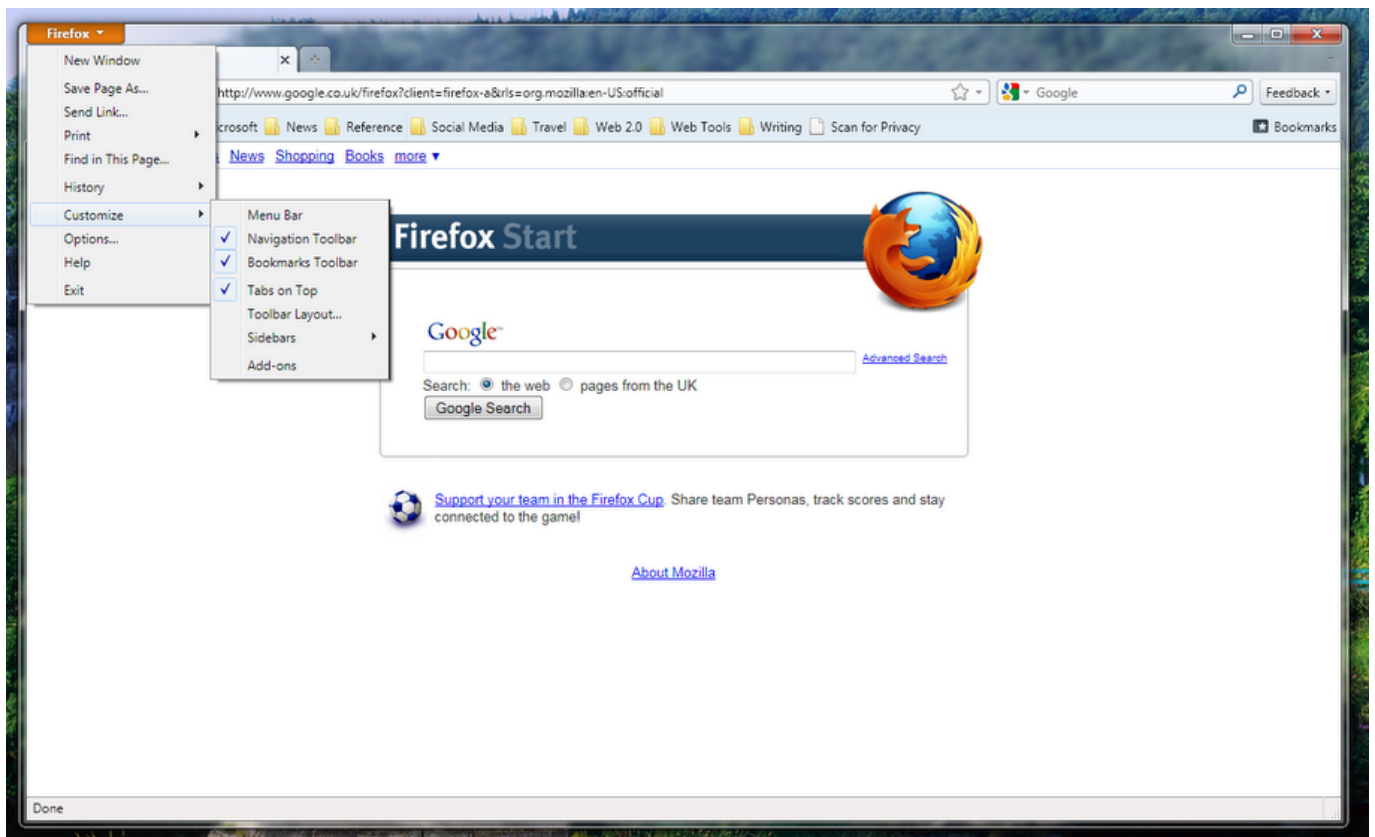 Firefox
New Window
Save Page As...
Send Link...
Print
Find in This Page...
History
Customize
Options...
Help
Exit
Menu Bar
Navigation Toolbar
Bookmarks Toolbar
Tabs on Top
Toolbar Layout...
Sidebars
Add-ons
http://www.google.co.uk/firefox?client=firefox-a&rls=org.mozilla:en-US:official
Google
Feedback
crosoft News Reference Social Media Travel Web 2.0 Web Tools Writing Scan for Privacy
Bookmarks
News Shopping Books more ▼
Firefox Start
Google™
Advanced Search
Search: the web pages from the UK
Google Search
Support your team in the Firefox Cup. Share team Personas, track scores and stay
connected to the game!
About Mozilla
Done